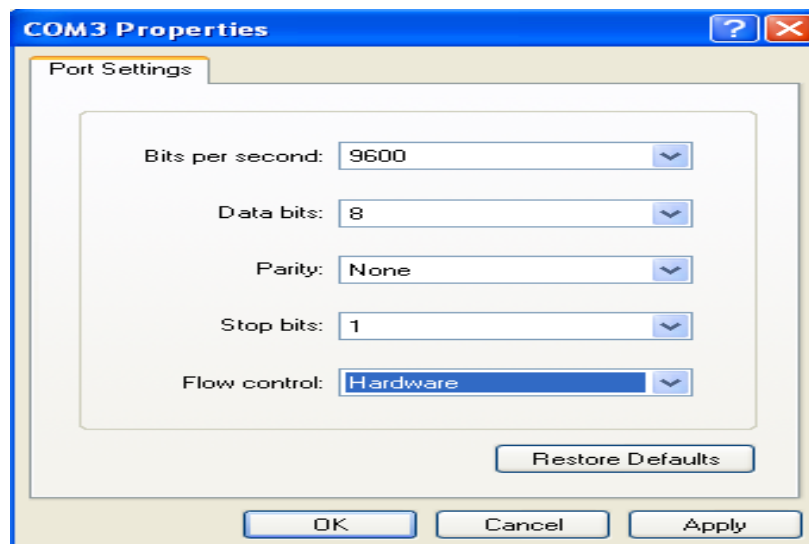 COM3 Properties
Port Settings
Bits per second: 9600
Data bits: 8
Parity: None
Stop bits: 1
Flow control: Hardware
Restore Defaults
OK Cancel Apply